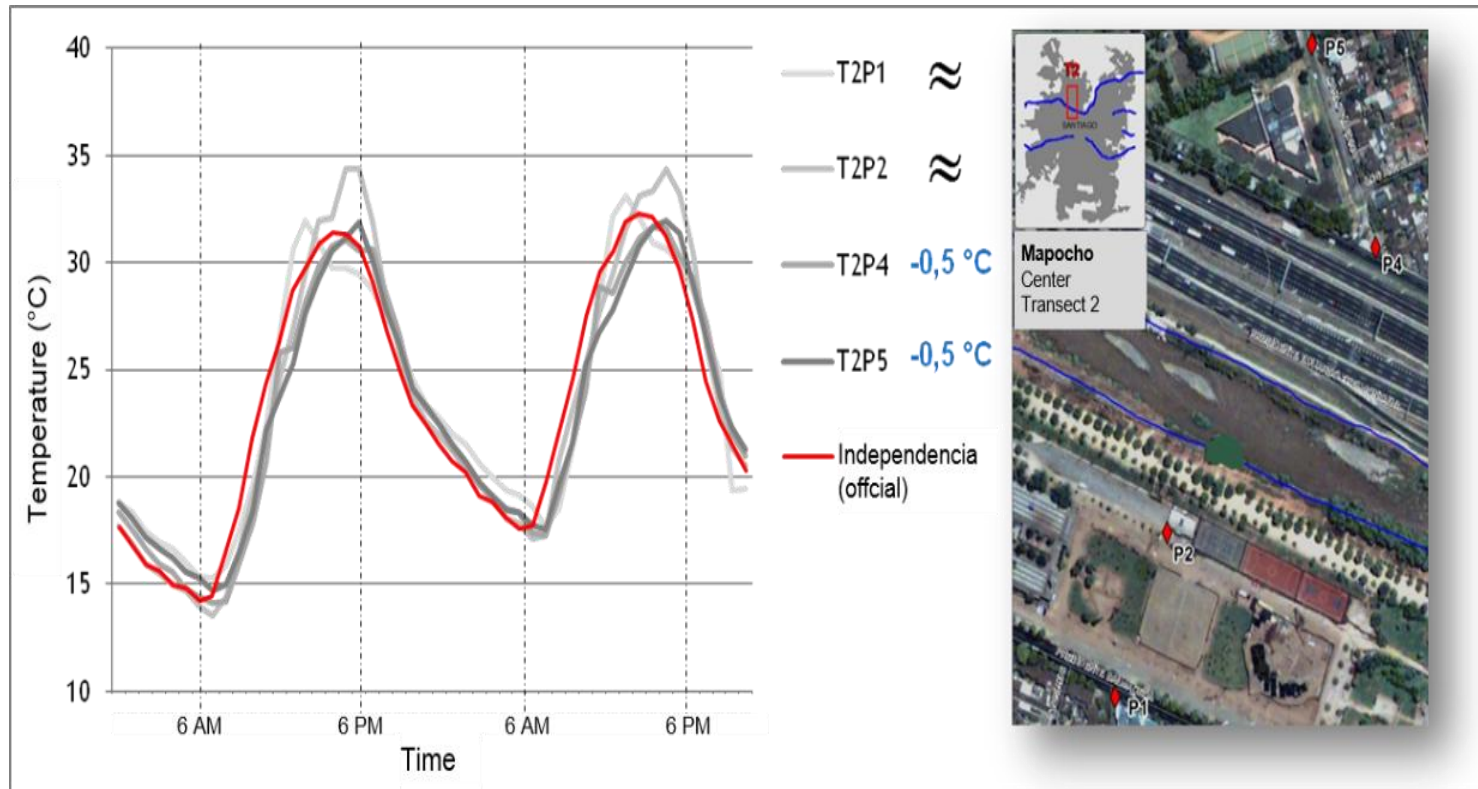 40
35
30
25
20
15
10
Temperature (°C)
6 AM
6 PM
6 AM
6 PM
Time
T2P1 ≈
T2P2 ≈
T2P4 -0,5 °C
T2P5 -0,5 °C
Independencia
(offcial)
T2
SANTIAGO
Mapocho
Center
Transect 2
P5
P4
P2
P1